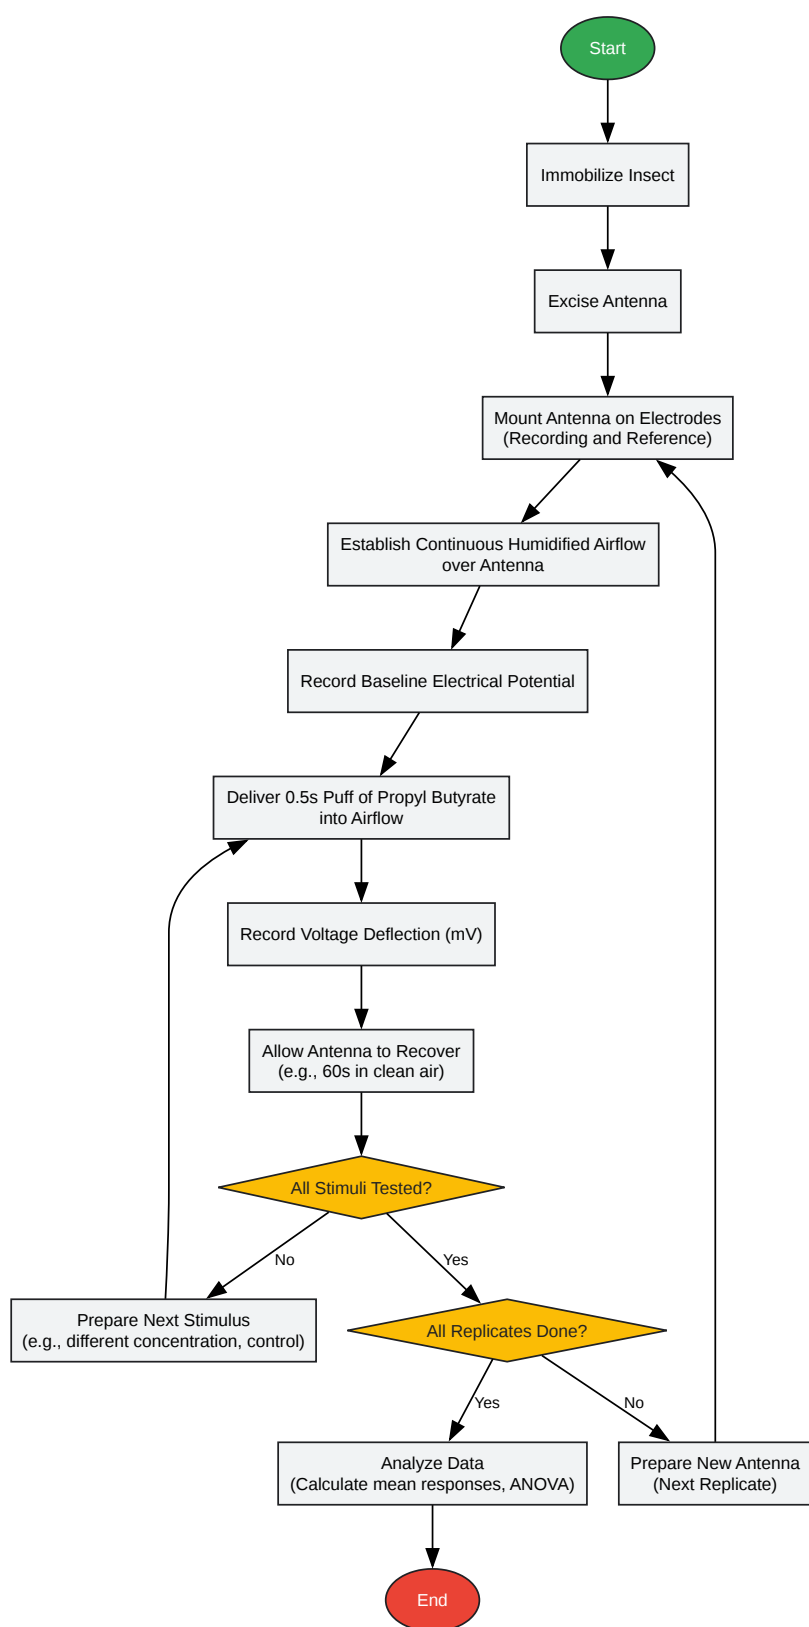 Start
Immobilize Insect
Excise Antenna
Mount Antenna on Electrodes
(Recording and Reference)
Establish Continuous Humidified Airflow
over Antenna
Record Baseline Electrical Potential
Deliver 0.5s Puff of Propyl Butyrate
into Airflow
Record Voltage Deflection (mV)
Allow Antenna to Recover
(e.g., 60s in clean air)
All Stimuli Tested?
No
Yes
Prepare Next Stimulus
(e.g., different concentration, control)
All Replicates Done?
Yes
No
Analyze Data
(Calculate mean responses, ANOVA)
Prepare New Antenna
(Next Replicate)
End